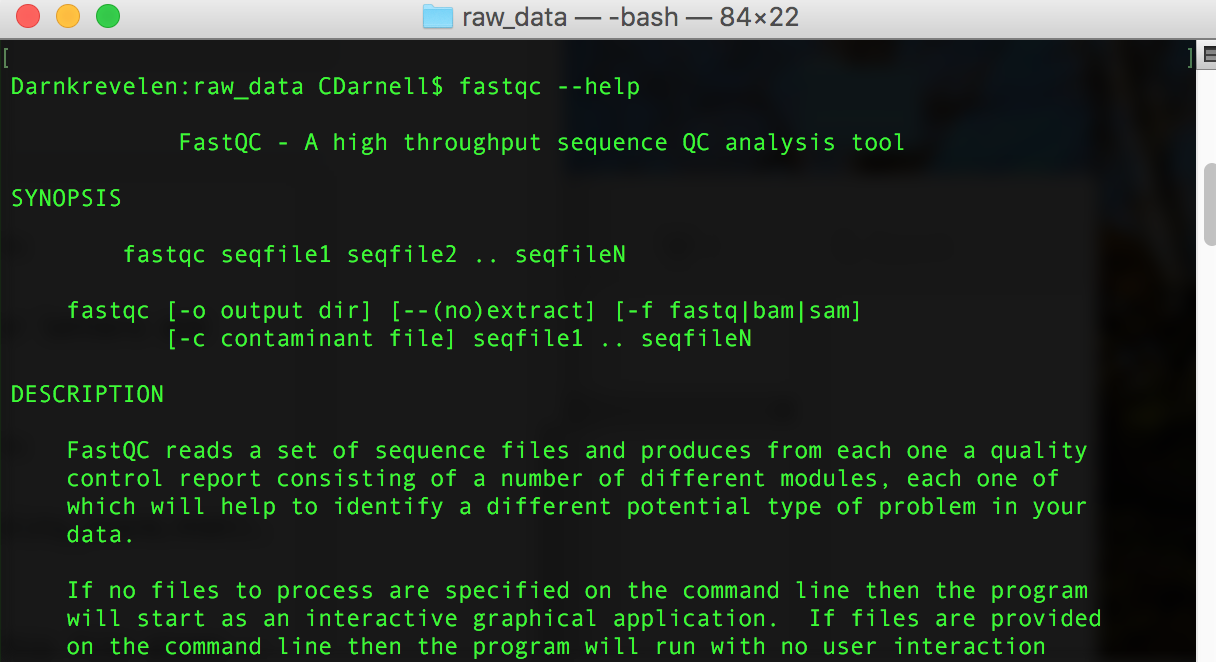 raw_data — -bash — 84×22
[ ]
Darnkrevelen:raw_data CDarnell$ fastqc --help
FastQC - A high throughput sequence QC analysis tool
SYNOPSIS
fastqc seqfile1 seqfile2 .. seqfileN
fastqc [-o output dir] [--(no)extract] [-f fastq|bam|sam]
[-c contaminant file] seqfile1 .. seqfileN
DESCRIPTION
FastQC reads a set of sequence files and produces from each one a quality
control report consisting of a number of different modules, each one of
which will help to identify a different potential type of problem in your
data.
If no files to process are specified on the command line then the program
will start as an interactive graphical application.  If files are provided
on the command line then the program will run with no user interaction